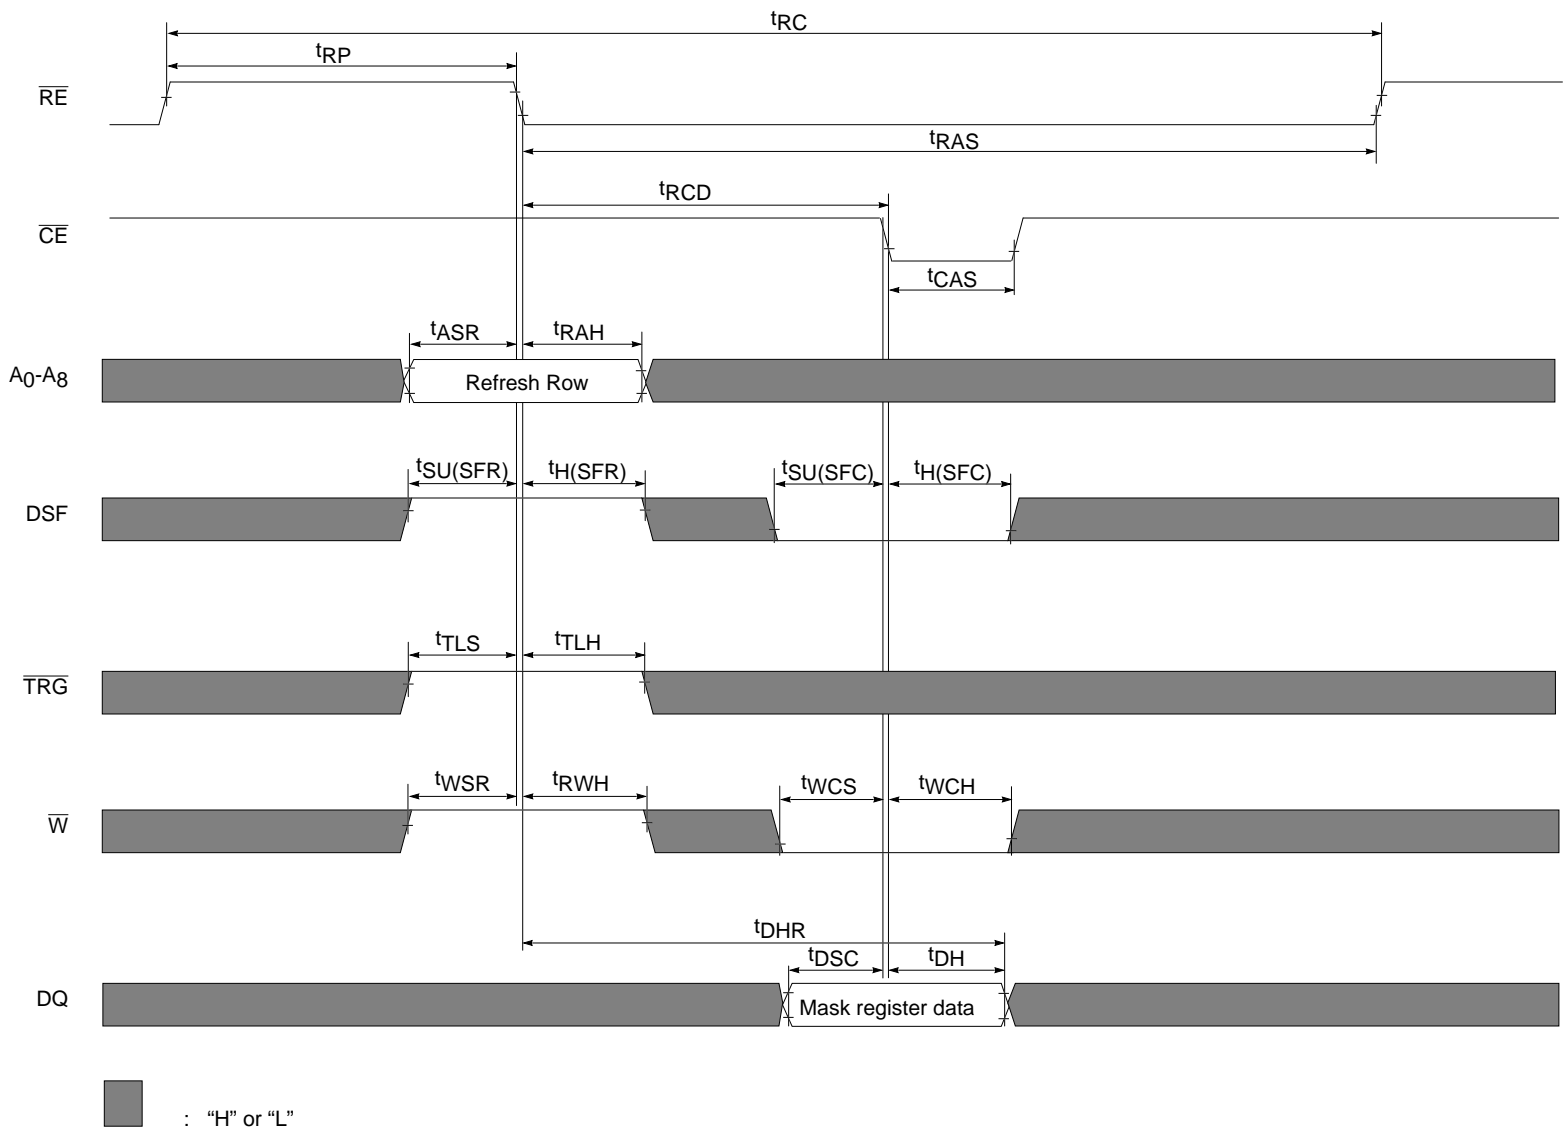 tRC
tRP
RE
tRAS
tRCD
CE
tCAS
tASR tRAH
A0-A8 Refresh Row
tSU(SFR) tH(SFR) tSU(SFC) tH(SFC)
DSF
tTLS tTLH
TRG
tWSR tRWH tWCS tWCH
W
tDHR
tDSC tDH
DQ Mask register data
: “H” or “L”